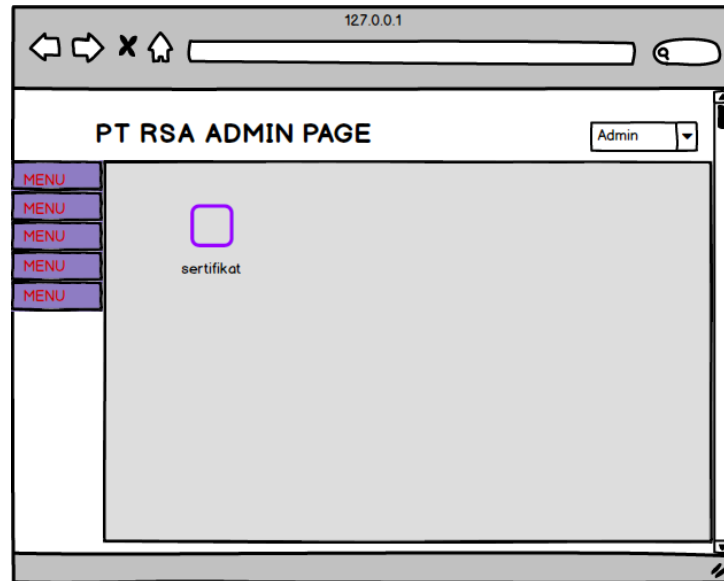 127.0.0.1
PT RSA ADMIN PAGE
Admin
MENU
MENU
MENU
MENU
MENU
sertifikat